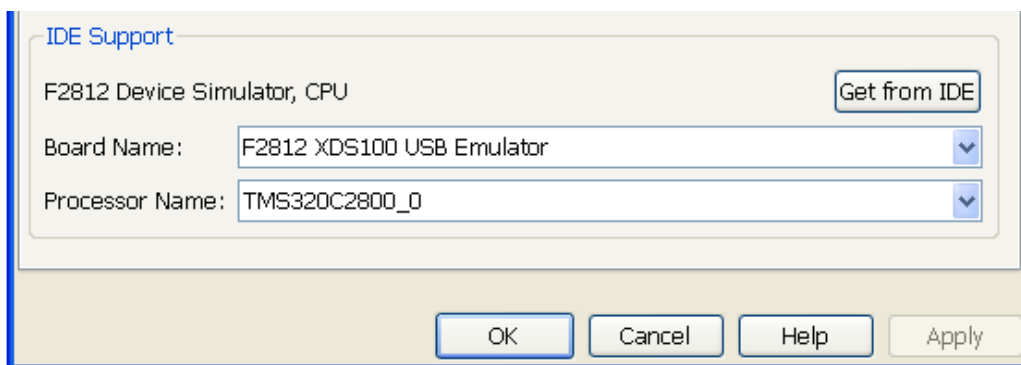 IDE Support
F2812 Device Simulator, CPU
Get from IDE
Board Name:
F2812 XDS100 USB Emulator
Processor Name:
TMS320C2800_0
OK
Cancel
Help
Apply